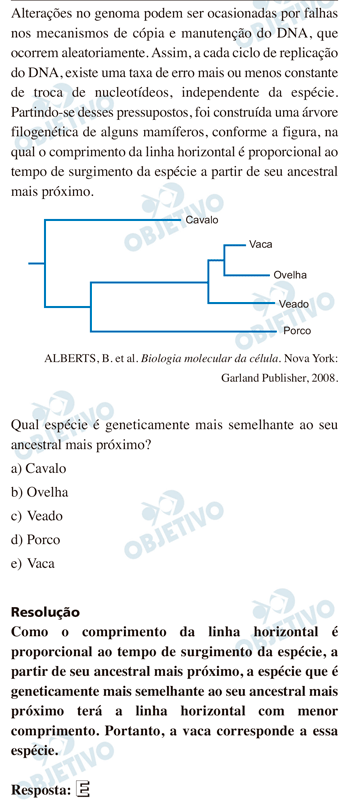 Alterações no genoma podem ser ocasionadas por falhas
nos mecanismos de cópia e manutenção do DNA, que
ocorrem aleatoriamente. Assim, a cada ciclo de replicação
do DNA, existe uma taxa de erro mais ou menos constante
de troca de nucleotídeos, independente da espécie.
Partindo-se desses pressupostos, foi construída uma árvore
filogenética de alguns mamíferos, conforme a figura, na
qual o comprimento da linha horizontal é proporcional ao
tempo de surgimento da espécie a partir de seu ancestral
mais próximo.
Cavalo
Vaca
Ovelha
Veado
Porco
ALBERTS, B. et al. Biologia molecular da célula. Nova York:
Garland Publisher, 2008.
Qual espécie é geneticamente mais semelhante ao seu
ancestral mais próximo?
a) Cavalo
b) Ovelha
c) Veado
d) Porco
e) Vaca
Resolução
Como o comprimento da linha horizontal é
proporcional ao tempo de surgimento da espécie, a
partir de seu ancestral mais próximo, a espécie que é
geneticamente mais semelhante ao seu ancestral mais
próximo terá a linha horizontal com menor
comprimento. Portanto, a vaca corresponde a essa
espécie.
Resposta: E
OBJETIVO
OBJETIVO
OBJETIVO
OBJETIVO
OBJETIVO
OBJETIVO
OBJETIVO